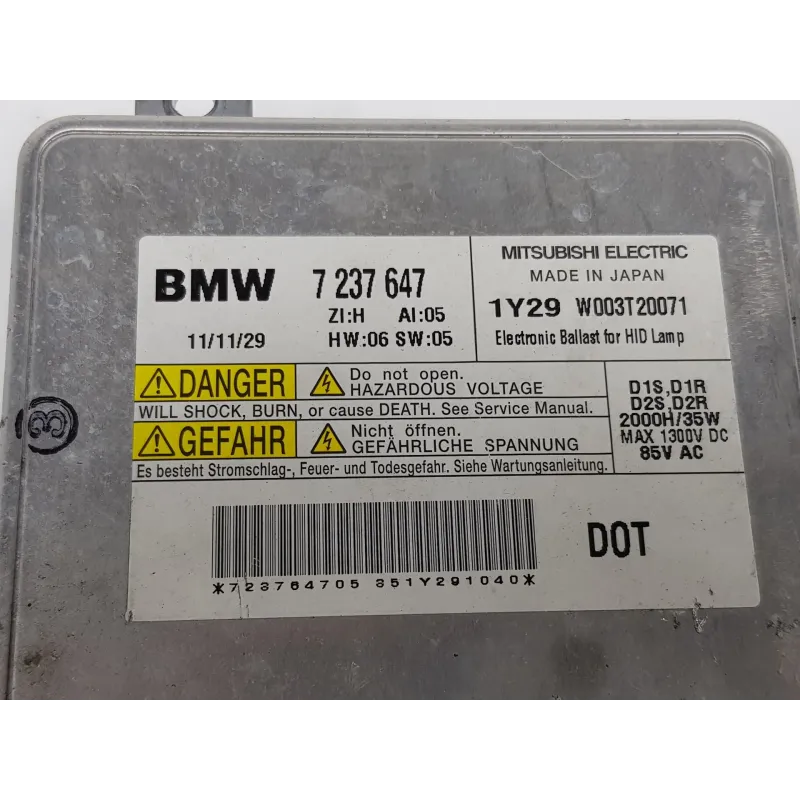 BMW 7 237 647
ZI:H AI:05
11/11/29 HW:06 SW:05
MITSUBISHI ELECTRIC
MADE IN JAPAN
1Y29 W003T20071
Electronic Ballast for HID Lamp
DANGER Do not open.
HAZARDOUS VOLTAGE
WILL SHOCK, BURN, or cause DEATH. See Service Manual.
GEFAHR Nicht öffnen.
GEFÄHRLICHE SPANNUNG
Es besteht Stromschlag-, Feuer- und Todesgefahr. Siehe Wartungsanleitung.
D1S,D1R
D2S,D2R
2000H/35W
MAX 1300V DC
85V AC
*723764705 351Y291040*
DOT